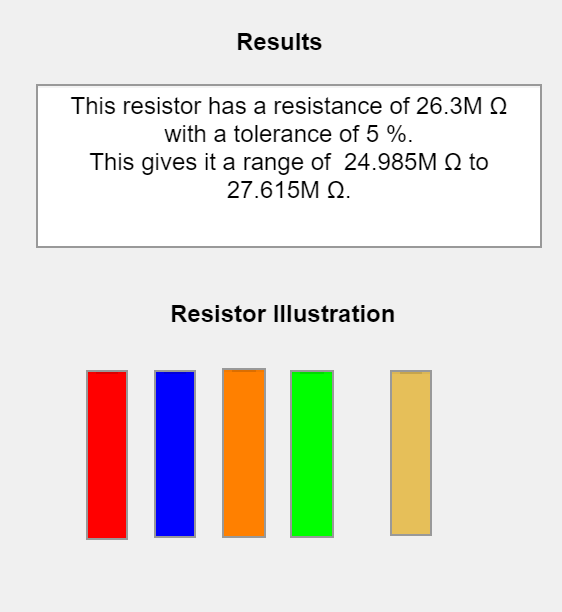 Results
This resistor has a resistance of 26.3M Ω
with a tolerance of 5 %.
This gives it a range of  24.985M Ω to
27.615M Ω.
Resistor Illustration